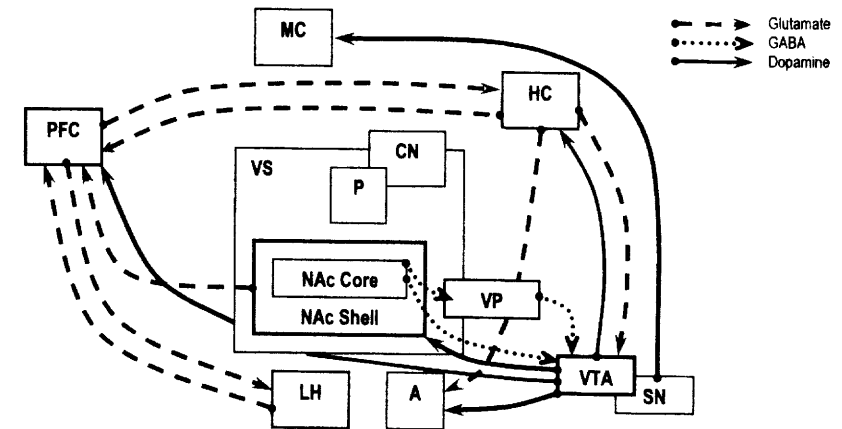 MC
Glutamate
GABA
Dopamine
HC
PFC
CN
VS
P
NAc Core
VP
NAc Shell
VTA
LH
A
SN